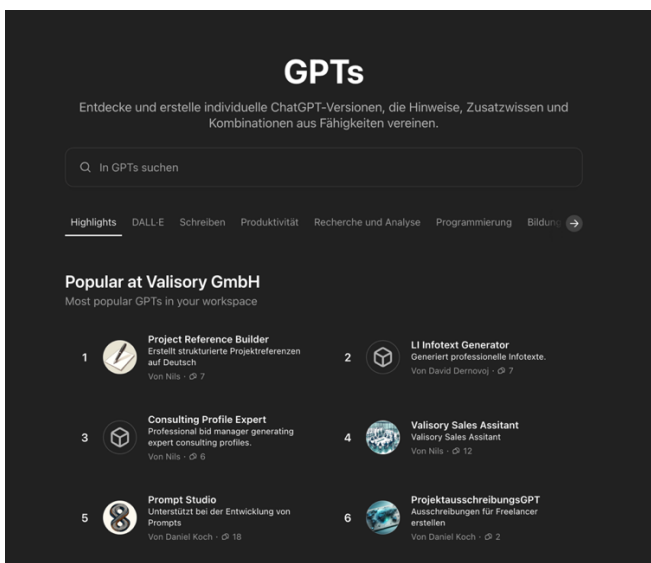 GPTs
Entdecke und erstelle individuelle ChatGPT-Versionen, die Hinweise, Zusatzwissen und
Kombinationen aus Fähigkeiten vereinen.
In GPTs suchen
Highlights DALL·E Schreiben Produktivität Recherche und Analyse Programmierung Bildung
Popular at Valisory GmbH
Most popular GPTs in your workspace
1
Project Reference Builder
Erstellt strukturierte Projektreferenzen
auf Deutsch
Von Nils · 7
2
LI Infotext Generator
Generiert professionelle Infotexte.
Von David Dernovoj · 7
3
Consulting Profile Expert
Professional bid manager generating
expert consulting profiles.
Von Nils · 6
4
Valisory Sales Assitant
Valisory Sales Assitant
Von Nils · 12
5
Prompt Studio
Unterstützt bei der Entwicklung von
Prompts
Von Daniel Koch · 18
6
ProjektausschreibungsGPT
Ausschreibungen für Freelancer
erstellen
Von Daniel Koch · 2